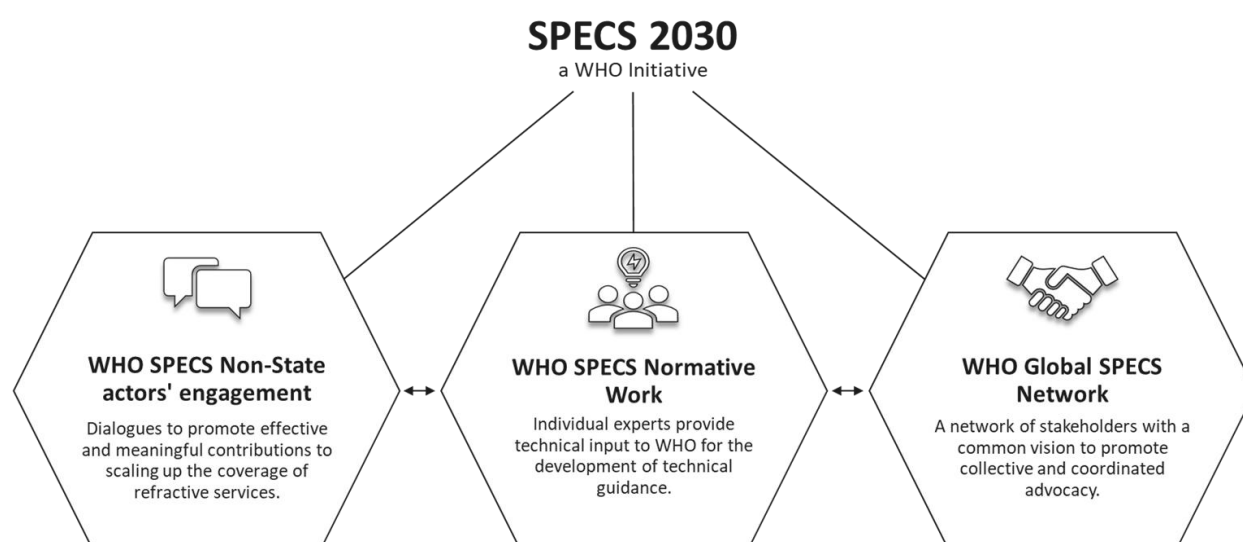 SPECS 2030
a WHO Initiative
WHO SPECS Non-State
actors' engagement
Dialogues to promote effective
and meaningful contributions to
scaling up the coverage of
refractive services.
WHO SPECS Normative
Work
Individual experts provide
technical input to WHO for the
development of technical
guidance.
WHO Global SPECS
Network
A network of stakeholders with a
common vision to promote
collective and coordinated
advocacy.